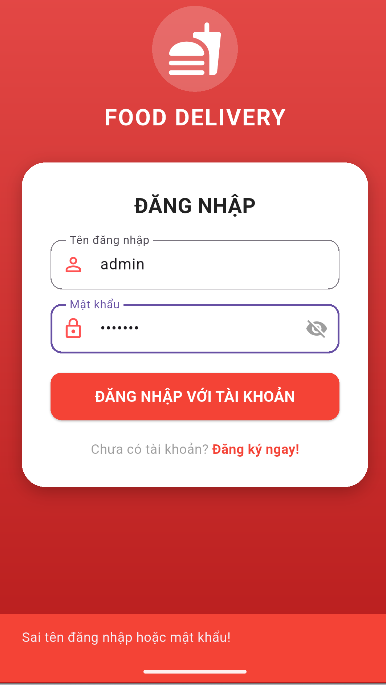 FOOD DELIVERY
ĐĂNG NHẬP
Tên đăng nhập
admin
Mật khẩu
•••••••
ĐĂNG NHẬP VỚI TÀI KHOẢN
Chưa có tài khoản? Đăng ký ngay!
Sai tên đăng nhập hoặc mật khẩu!